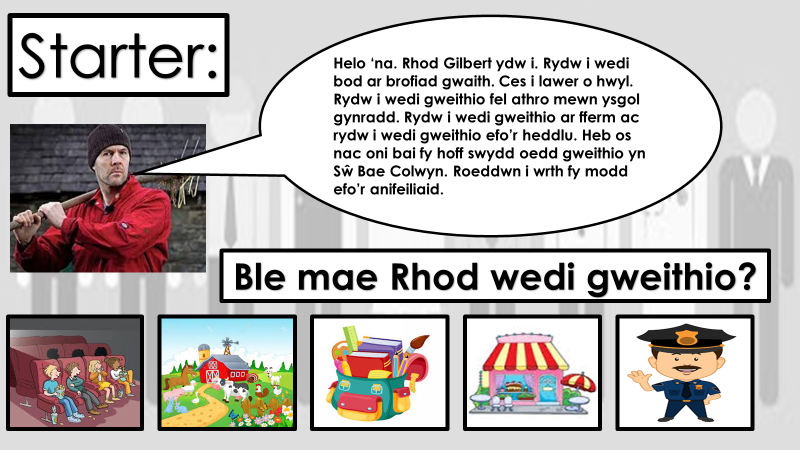 Starter:
Helo ‘na. Rhod Gilbert ydw i. Rydw i wedi
bod ar brofiad gwaith. Ces i lawer o hwyl.
Rydw i wedi gweithio fel athro mewn ysgol
gynradd. Rydw i wedi gweithio ar fferm ac
rydw i wedi gweithio efo’r heddlu. Heb os
nac oni bai fy hoff swydd oedd gweithio yn
Sŵ Bae Colwyn. Roeddwn i wrth fy modd
efo’r anifeiliaid.
Ble mae Rhod wedi gweithio?